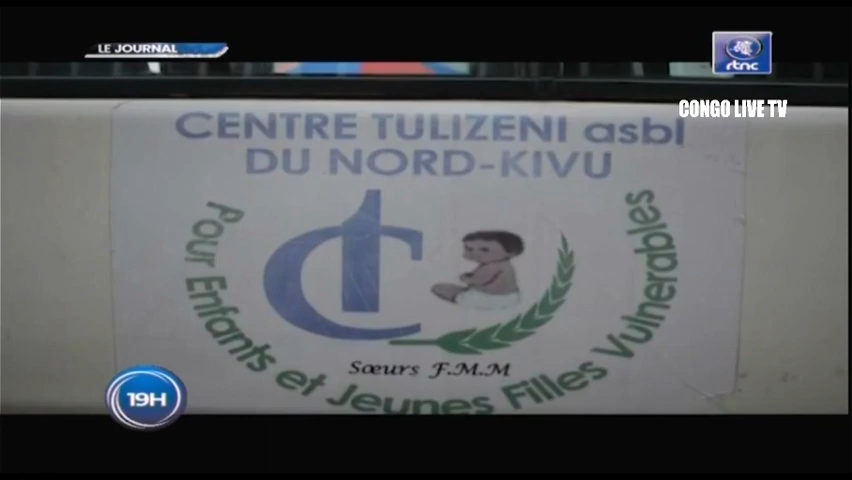 LE JOURNAL
rtnc
CONGO LIVE TV
CENTRE TULIZENI asbl
DU NORD-KIVU
Pour Enfants et Jeunes Filles Vulnerables
Sœurs F.M.M
19H